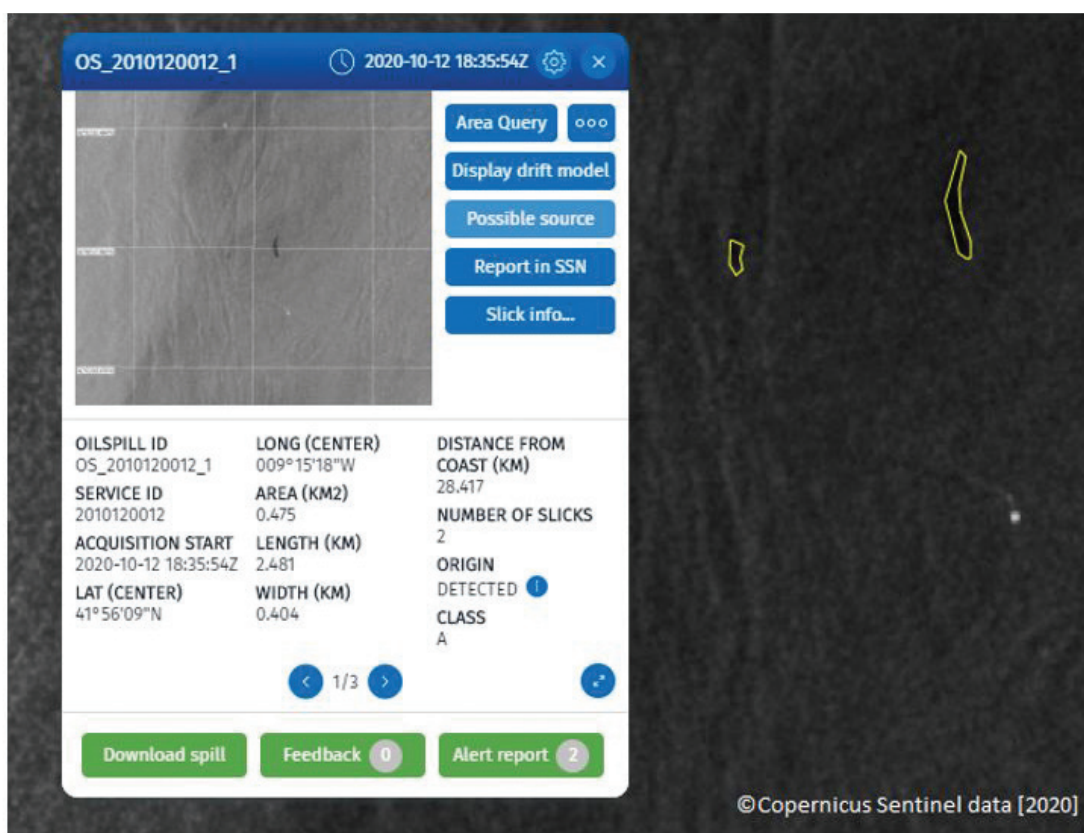 OS_2010120012_1
2020-10-12 18:35:54Z
Area Query
Display drift model
Possible source
Report in SSN
Slick info...
OILSPILL ID
OS_2010120012_1
SERVICE ID
2010120012
ACQUISITION START
2020-10-12 18:35:54Z
LAT (CENTER)
41°56'09"N
LONG (CENTER)
009°15'18"W
AREA (KM2)
0.475
LENGTH (KM)
2.481
WIDTH (KM)
0.404
DISTANCE FROM
COAST (KM)
28.417
NUMBER OF SLICKS
2
ORIGIN
DETECTED i
CLASS
A
1/3
Download spill
Feedback 0
Alert report 2
©Copernicus Sentinel data [2020]